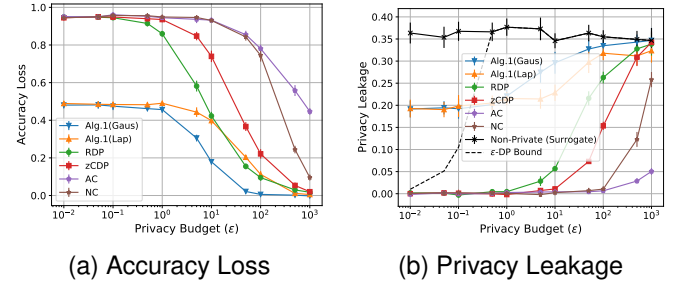 1.0
0.8
0.6
0.4
0.2
0.0
Accuracy Loss
Alg.1(Gaus)
Alg.1(Lap)
RDP
zCDP
AC
NC
10⁻² 10⁻¹ 10⁰ 10¹ 10² 10³
Privacy Budget (ε)
(a) Accuracy Loss
0.40
0.35
0.30
0.25
0.20
0.15
0.10
0.05
0.00
Privacy Leakage
Alg.1(Gaus)
Alg.1(Lap)
RDP
zCDP
AC
NC
Non-Private (Surrogate)
ε-DP Bound
10⁻² 10⁻¹ 10⁰ 10¹ 10² 10³
Privacy Budget (ε)
(b) Privacy Leakage